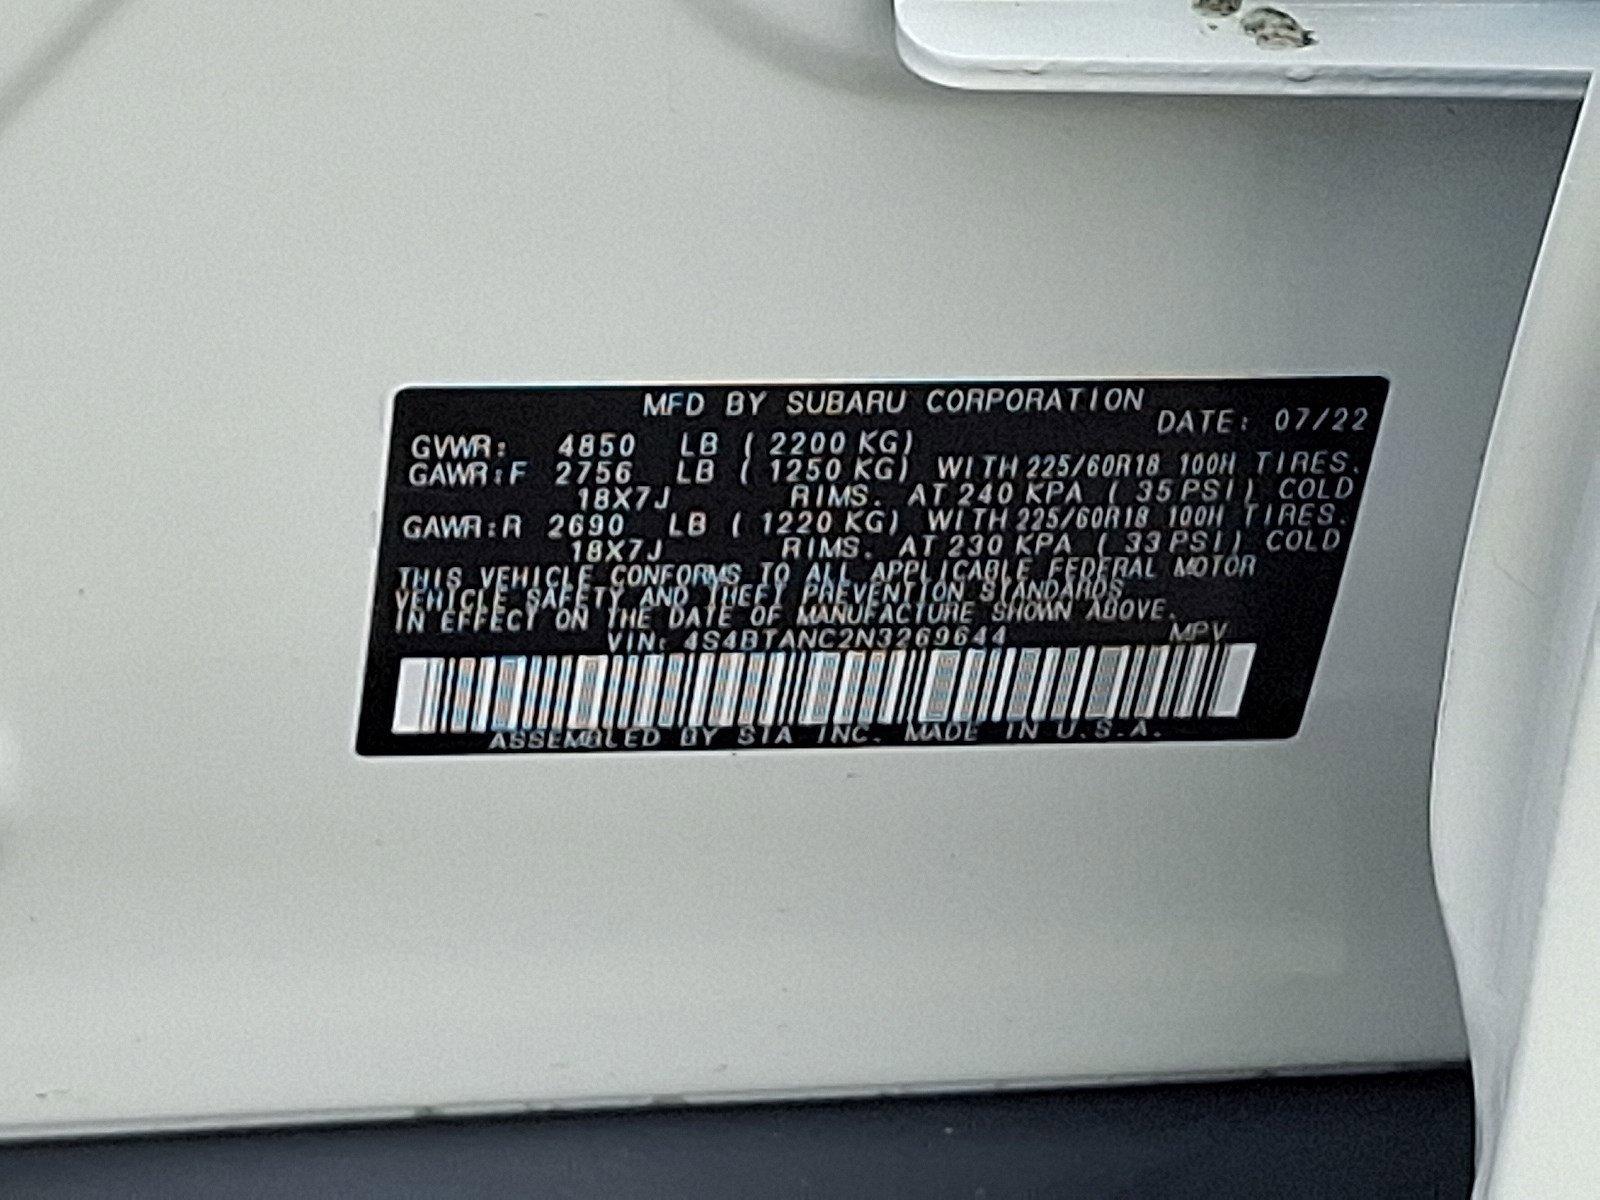 MFD BY SUBARU CORPORATION
DATE: 07/22
GVWR: 4850 LB ( 2200 KG)
GAWR:F 2756 LB ( 1250 KG) WITH 225/60R18 100H TIRES.
18X7J RIMS. AT 240 KPA ( 35 PSI) COLD
GAWR:R 2690 LB ( 1220 KG) WITH 225/60R18 100H TIRES.
18X7J RIMS. AT 230 KPA ( 33 PSI) COLD
THIS VEHICLE CONFORMS TO ALL APPLICABLE FEDERAL MOTOR
VEHICLE SAFETY AND THEFT PREVENTION STANDARDS
IN EFFECT ON THE DATE OF MANUFACTURE SHOWN ABOVE.
VIN: 4S4BTANC2N3269644 MPV
ASSEMBLED BY SIA INC. MADE IN U.S.A.